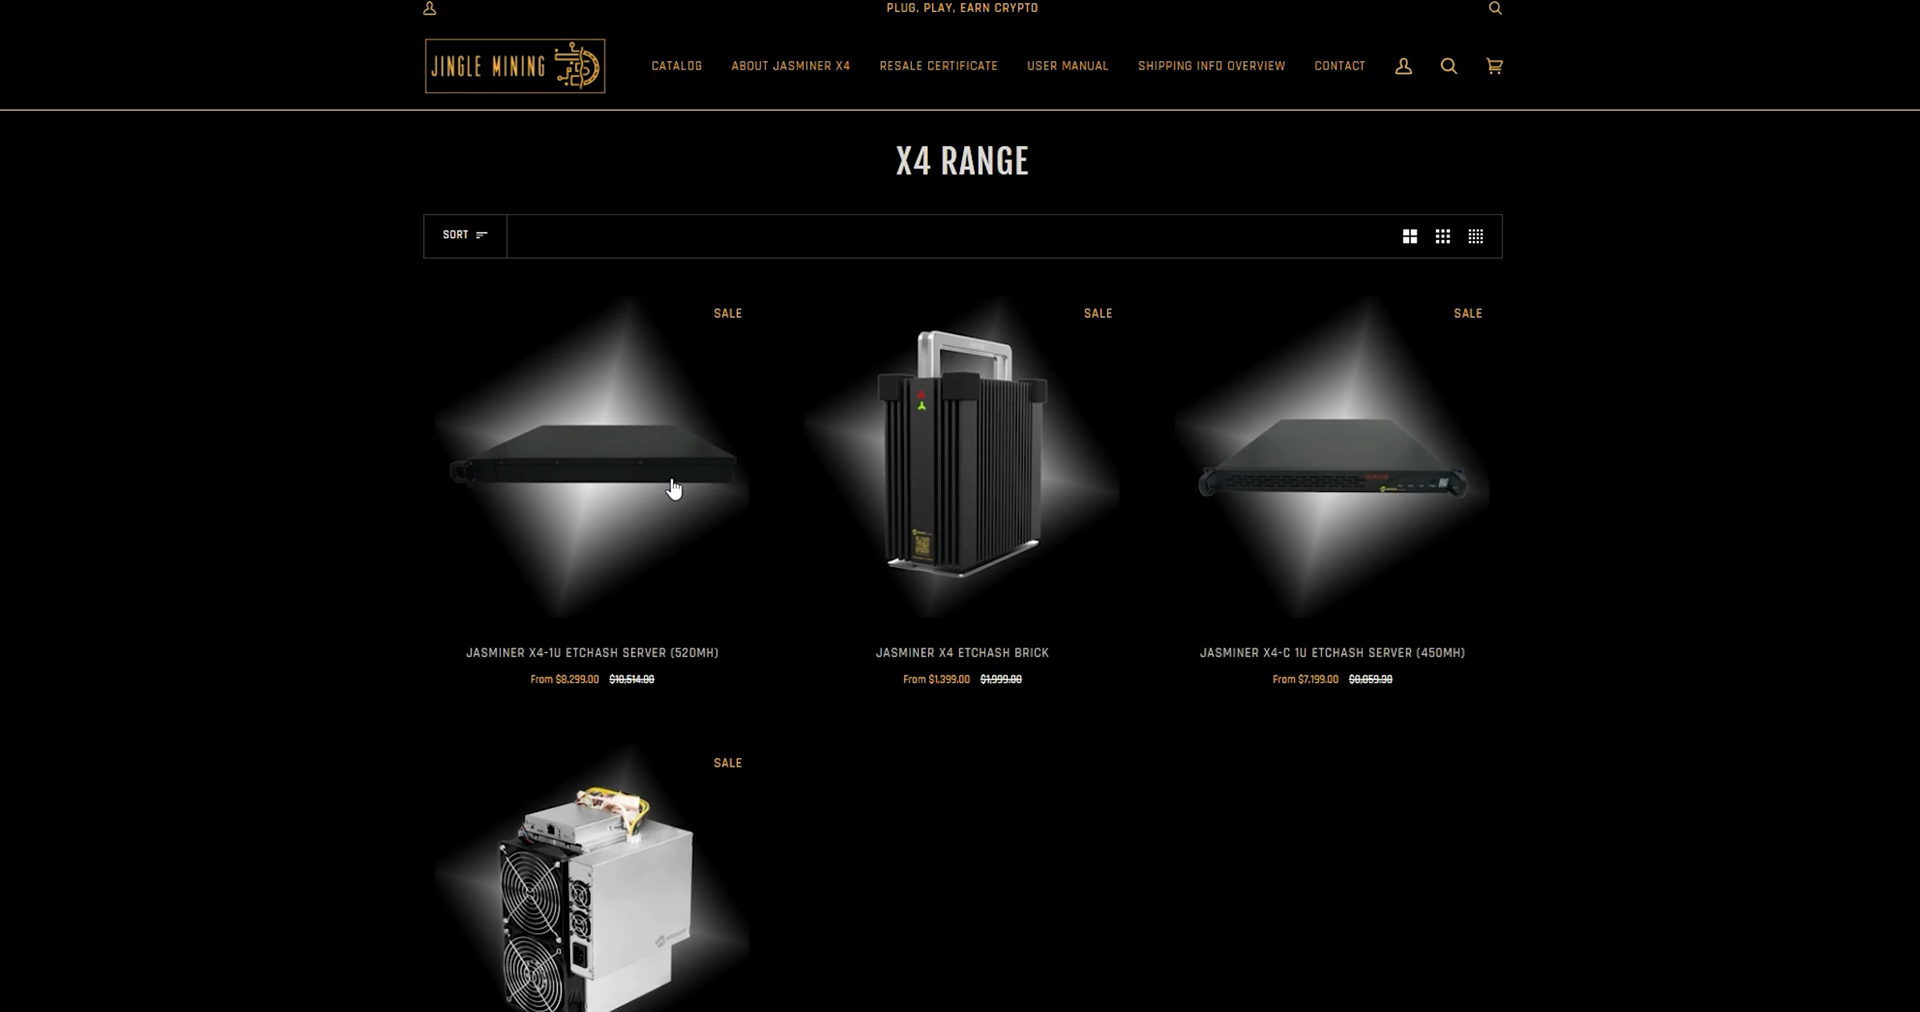 PLUG, PLAY, EARN CRYPTO
JINGLE MINING
CATALOG ABOUT JASMINER X4 RESALE CERTIFICATE USER MANUAL SHIPPING INFO OVERVIEW CONTACT
X4 RANGE
SORT
SALE SALE SALE
JASMINER X4-1U ETCHASH SERVER (520MH)
From $8,299.00 $10,514.00
JASMINER X4 ETCHASH BRICK
From $1,399.00 $1,999.00
JASMINER X4-C 1U ETCHASH SERVER (450MH)
From $7,199.00
SALE